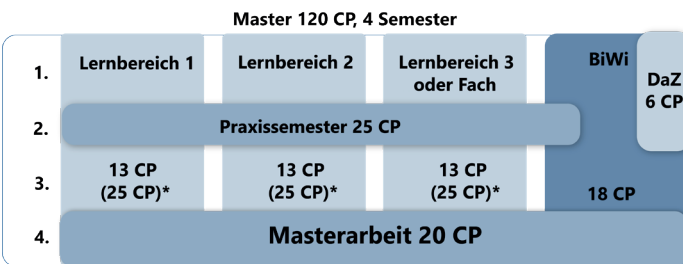 Master 120 CP, 4 Semester
1.
Lernbereich 1
Lernbereich 2
Lernbereich 3
oder Fach
BiWi
DaZ
6 CP
2.
Praxissemester 25 CP
3.
13 CP
(25 CP)*
13 CP
(25 CP)*
13 CP
(25 CP)*
18 CP
4.
Masterarbeit 20 CP